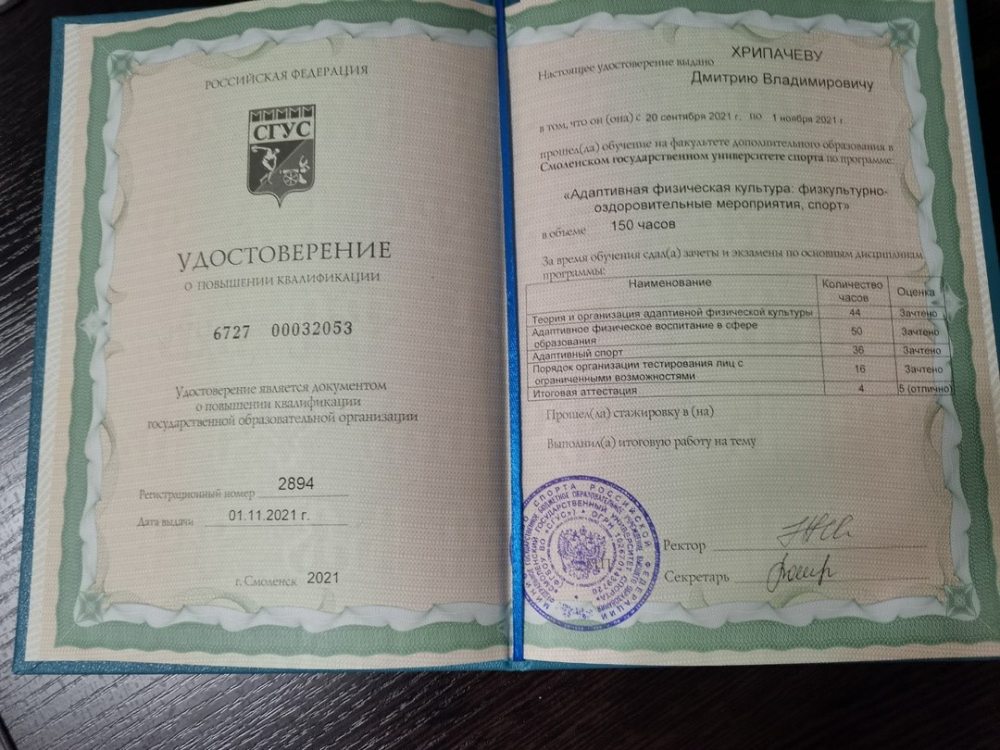 РОССИЙСКАЯ ФЕДЕРАЦИЯ
СГУС
УДОСТОВЕРЕНИЕ
О ПОВЫШЕНИИ КВАЛИФИКАЦИИ
6727 00032053
Удостоверение является документом
о повышении квалификации
государственной образовательной организации
Регистрационный номер 2894
Дата выдачи 01.11.2021 г.
г. Смоленск 2021
Настоящее удостоверение выдано ХРИПАЧЕВУ
Дмитрию Владимировичу
в том, что он (она) с 20 сентября 2021 г. по 1 ноября 2021 г.
прошел(ла) обучение на факультете дополнительного образования в
Смоленском государственном университете спорта по программе:
«Адаптивная физическая культура: физкультурно-
оздоровительные мероприятия, спорт»
в объеме 150 часов
За время обучения сдал(а) зачеты и экзамены по основным дисциплинам
программы:
Наименование Количество часов Оценка
Теория и организация адаптивной физической культуры 44 Зачтено
Адаптивное физическое воспитание в сфере
образования 50 Зачтено
Адаптивный спорт 36 Зачтено
Порядок организации тестирования лиц с
ограниченными возможностями 16 Зачтено
Итоговая аттестация 4 5 (отлично)
Прошел(ла) стажировку в (на)
Выполнил(а) итоговую работу на тему
Ректор
Секретарь